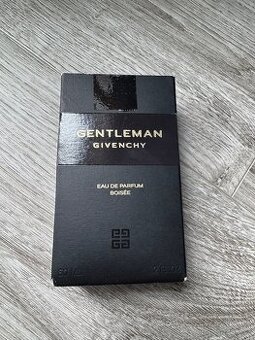 GENTLEMAN
GIVENCHY
EAU DE PARFUM
BOISÉE